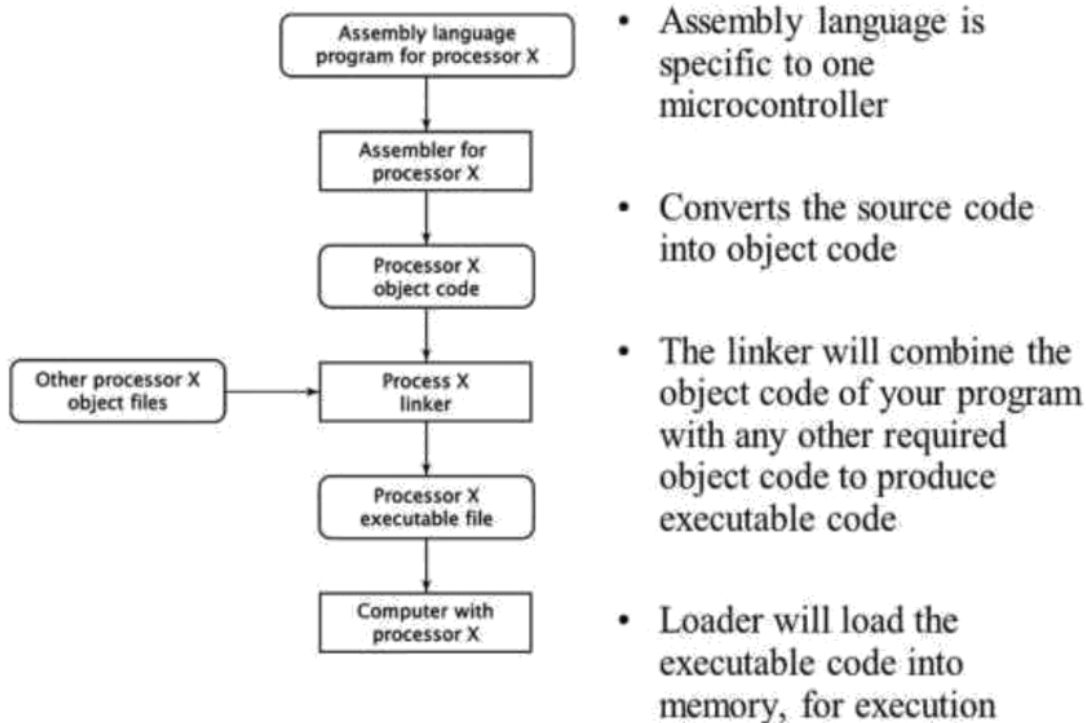 Assembly language
program for processor X
Assembler for
processor X
Processor X
object code
Other processor X
object files
Process X
linker
Processor X
executable file
Computer with
processor X
• Assembly language is
specific to one
microcontroller
• Converts the source code
into object code
• The linker will combine the
object code of your program
with any other required
object code to produce
executable code
• Loader will load the
executable code into
memory, for execution